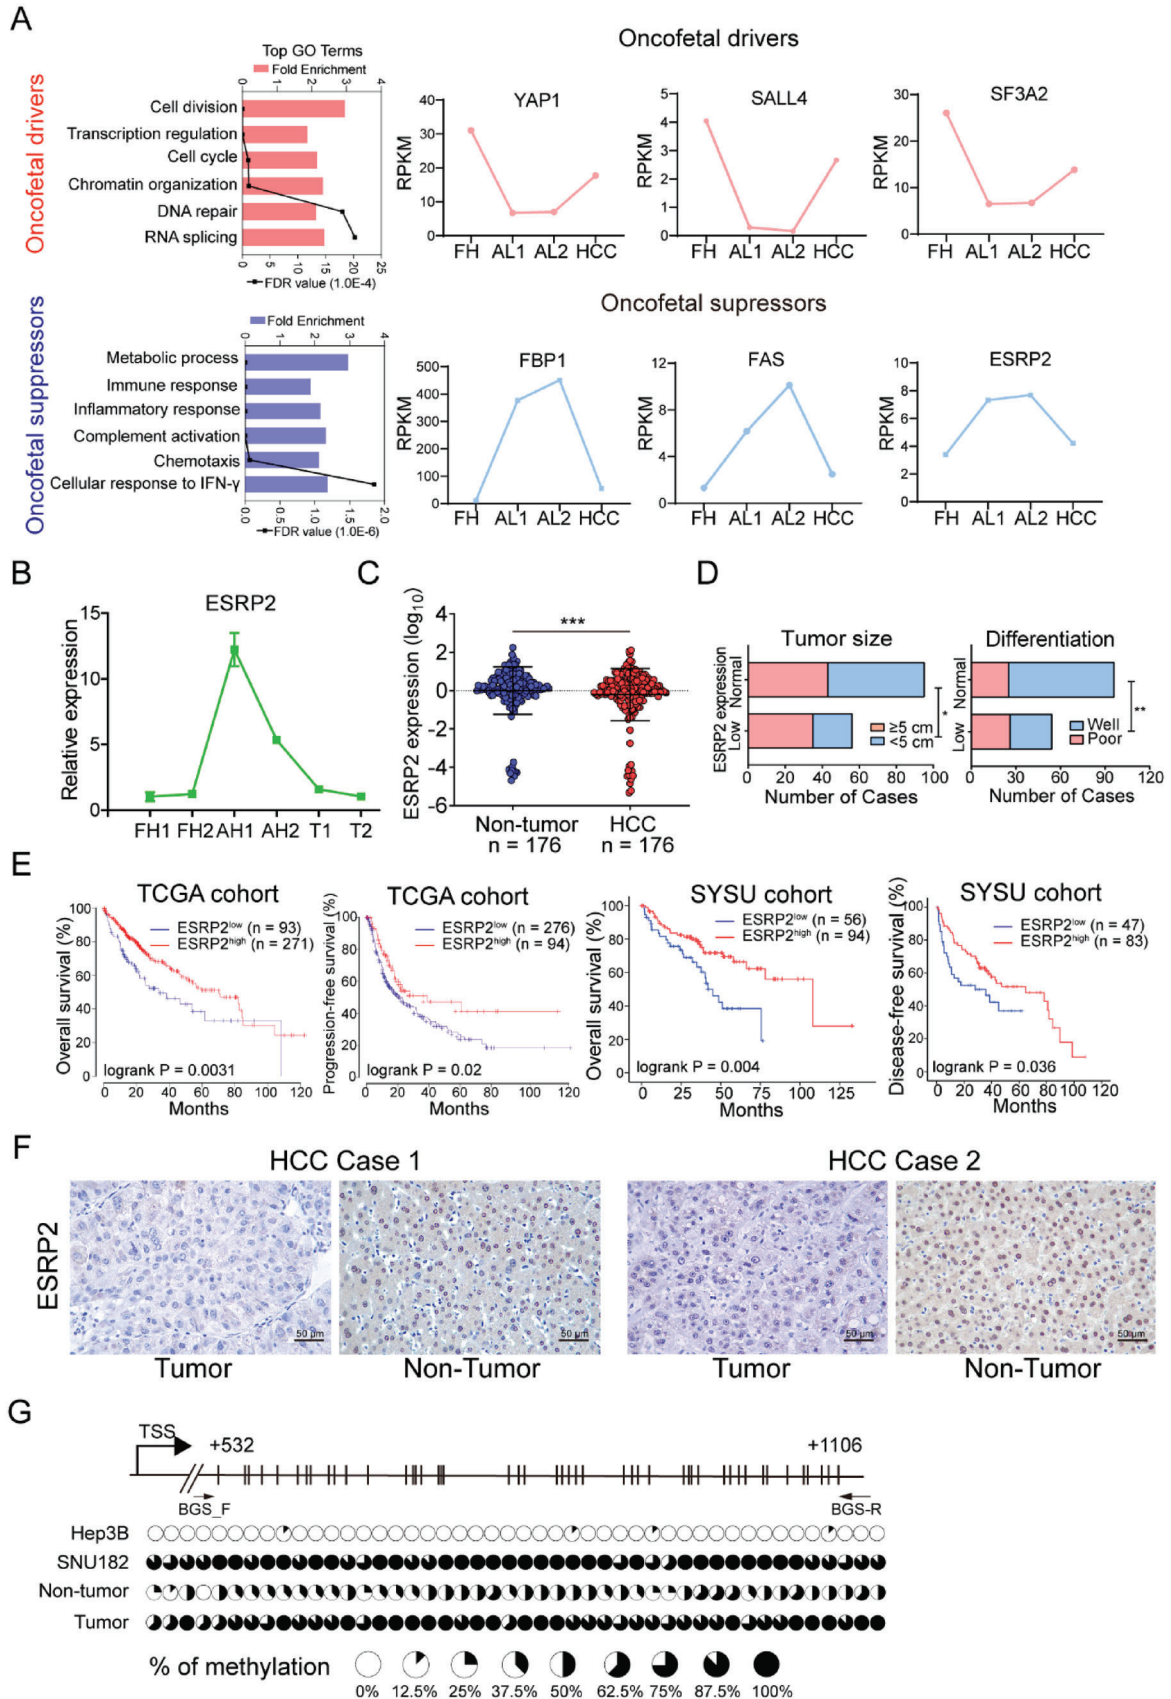 A
Oncofetal drivers
Top GO Terms
Fold Enrichment
0 1 2 3 4
Cell division
Transcription regulation
Cell cycle
Chromatin organization
DNA repair
RNA splicing
0 5 10 15 20 25
FDR value (1.0E-4)
Oncofetal drivers
YAP1
RPKM
40
30
20
10
0
FH AL1 AL2 HCC
SALL4
RPKM
5
4
3
2
1
0
FH AL1 AL2 HCC
SF3A2
RPKM
30
20
10
0
FH AL1 AL2 HCC
Oncofetal suppressors
Fold Enrichment
0 1 2 3 4
Metabolic process
Immune response
Inflammatory response
Complement activation
Chemotaxis
Cellular response to IFN-γ
0.0 0.5 1.0 1.5 2.0
FDR value (1.0E-6)
Oncofetal supressors
FBP1
RPKM
500
400
300
200
100
0
FH AL1 AL2 HCC
FAS
RPKM
12
8
4
0
FH AL1 AL2 HCC
ESRP2
RPKM
10
8
6
4
2
0
FH AL1 AL2 HCC
B
ESRP2
Relative expression
15
10
5
0
FH1 FH2 AH1 AH2 T1 T2
C
ESRP2 expression (log10)
4
2
0
-2
-4
-6
***
Non-tumor
n = 176
HCC
n = 176
D
Tumor size
ESRP2 expression
Normal
Low
≥5 cm
<5 cm
*
0 20 40 60 80 100
Number of Cases
Differentiation
Normal
Low
Well
Poor
**
0 30 60 90 120
Number of Cases
E
TCGA cohort
Overall survival (%)
100
80
60
40
20
0
ESRP2low (n = 93)
ESRP2high (n = 271)
logrank P = 0.0031
0 20 40 60 80 100 120
Months
TCGA cohort
Progression-free survival (%)
100
80
60
40
20
0
ESRP2low (n = 276)
ESRP2high (n = 94)
logrank P = 0.02
0 20 40 60 80 100 120
Months
SYSU cohort
Overall survival (%)
100
80
60
40
20
0
ESRP2low (n = 56)
ESRP2high (n = 94)
logrank P = 0.004
0 25 50 75 100 125
Months
SYSU cohort
Disease-free survival (%)
100
80
60
40
20
0
ESRP2low (n = 47)
ESRP2high (n = 83)
logrank P = 0.036
0 20 40 60 80 100 120
Months
F
HCC Case 1
HCC Case 2
ESRP2
50 µm
50 µm
50 µm
50 µm
Tumor
Non-Tumor
Tumor
Non-Tumor
G
TSS
+532
+1106
BGS_F
BGS-R
Hep3B
SNU182
Non-tumor
Tumor
% of methylation
0% 12.5% 25% 37.5% 50% 62.5% 75% 87.5% 100%